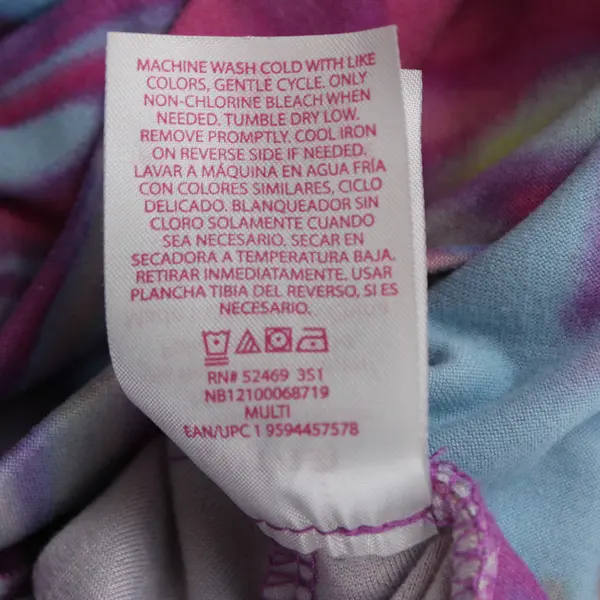 MACHINE WASH COLD WITH LIKE
COLORS, GENTLE CYCLE. ONLY
NON-CHLORINE BLEACH WHEN
NEEDED. TUMBLE DRY LOW.
REMOVE PROMPTLY. COOL IRON
ON REVERSE SIDE IF NEEDED.
LAVAR A MÁQUINA EN AGUA FRÍA
CON COLORES SIMILARES, CICLO
DELICADO. BLANQUEADOR SIN
CLORO SOLAMENTE CUANDO
SEA NECESARIO. SECAR EN
SECADORA A TEMPERATURA BAJA.
RETIRAR INMEDIATAMENTE. USAR
PLANCHA TIBIA DEL REVERSO, SI ES
NECESARIO.
RN# 52469 3S1
NB12100068719
MULTI
EAN/UPC 1 9594457578